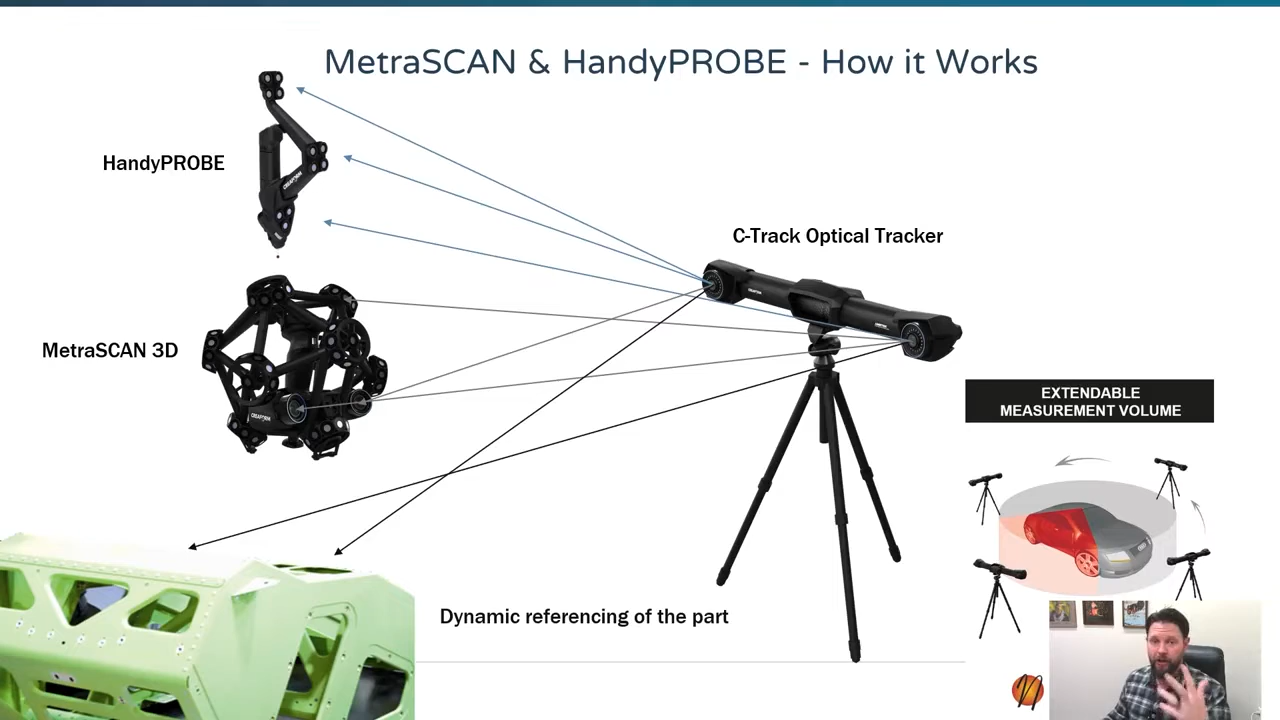 MetraSCAN & HandyPROBE - How it Works
HandyPROBE
C-Track Optical Tracker
MetraSCAN 3D
EXTENDABLE
MEASUREMENT VOLUME
Dynamic referencing of the part
CREAFORM